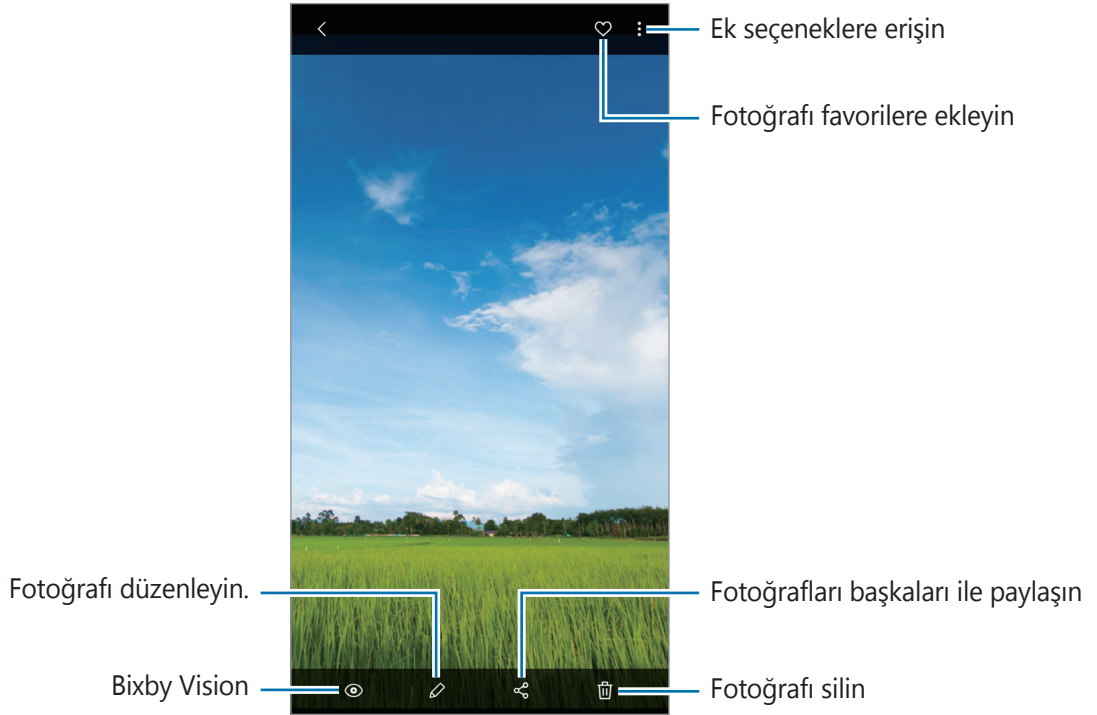 Ek seçeneklere erişin
Fotoğrafı favorilere ekleyin
Fotoğrafı düzenleyin.
Fotoğrafları başkaları ile paylaşın
Bixby Vision
Fotoğrafı silin